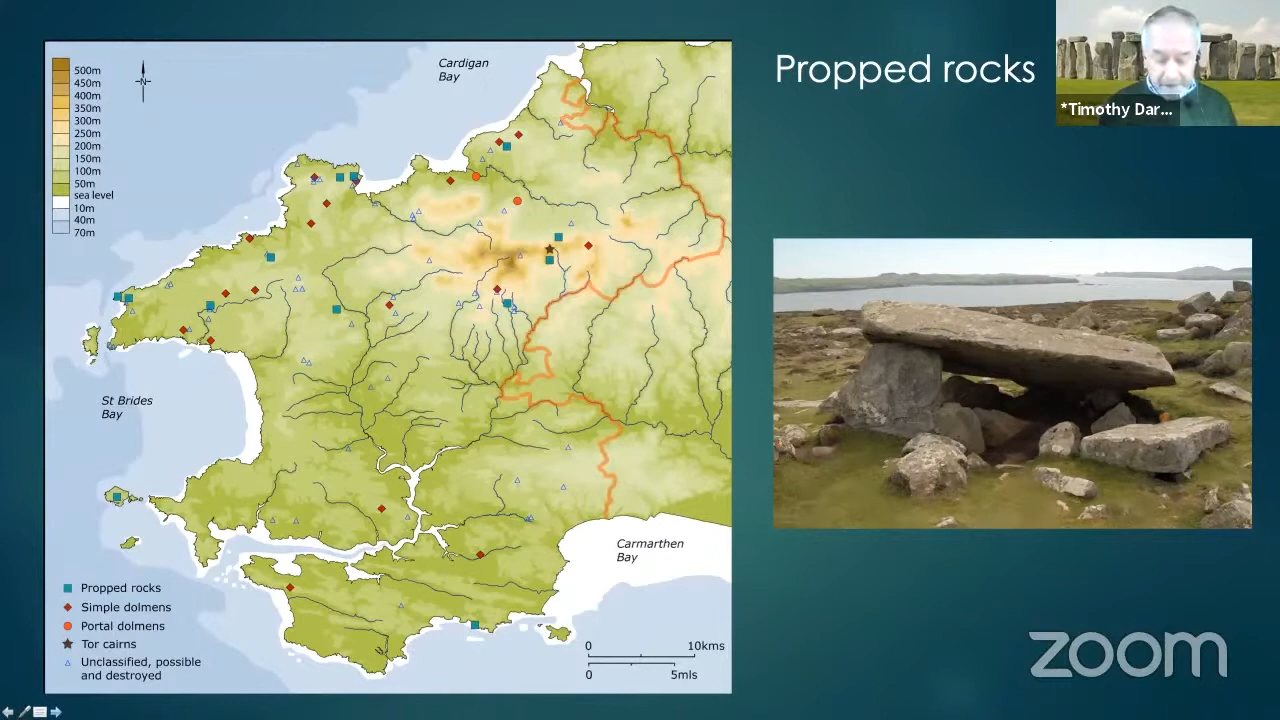 Propped rocks
*Timothy Dar...
500m
450m
400m
350m
300m
250m
200m
150m
100m
50m
sea level
10m
40m
70m
N
Cardigan
Bay
St Brides
Bay
Carmarthen
Bay
Propped rocks
Simple dolmens
Portal dolmens
Tor cairns
Unclassified, possible
and destroyed
0 10kms
0 5mls
zoom